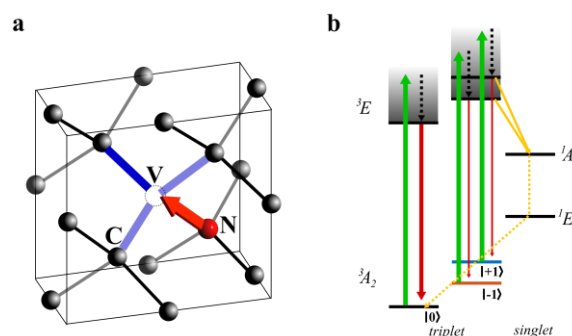 a
V
N
C
b
³E
¹A
¹E
³A₂
|+1⟩
|-1⟩
|0⟩
triplet
singlet